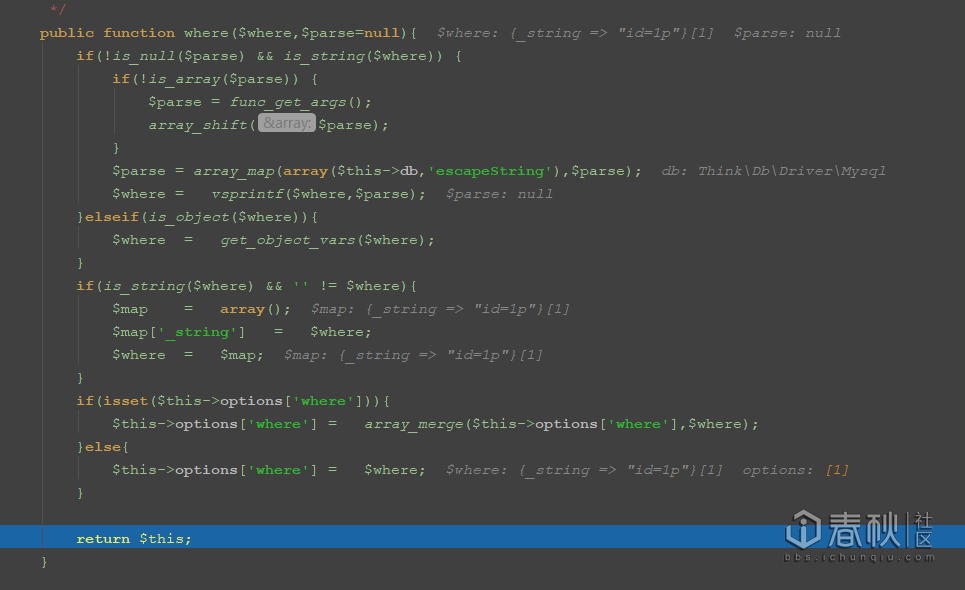 */
public function where($where,$parse=null){ $where: {_string => "id=1p"}[1] $parse: null
if(!is_null($parse) && is_string($where)) {
if(!is_array($parse)) {
$parse = func_get_args();
array_shift( &array: $parse);
}
$parse = array_map(array($this->db,'escapeString'),$parse); db: Think\Db\Driver\Mysql
$where = vsprintf($where,$parse); $parse: null
}elseif(is_object($where)){
$where = get_object_vars($where);
}
if(is_string($where) && '' != $where){
$map = array(); $map: {_string => "id=1p"}[1]
$map['_string'] = $where;
$where = $map; $map: {_string => "id=1p"}[1]
}
if(isset($this->options['where'])){
$this->options['where'] = array_merge($this->options['where'],$where);
}else{
$this->options['where'] = $where; $where: {_string => "id=1p"}[1] options: [1]
}
return $this;
}
春秋 社区
bbs.ichunqiu.com